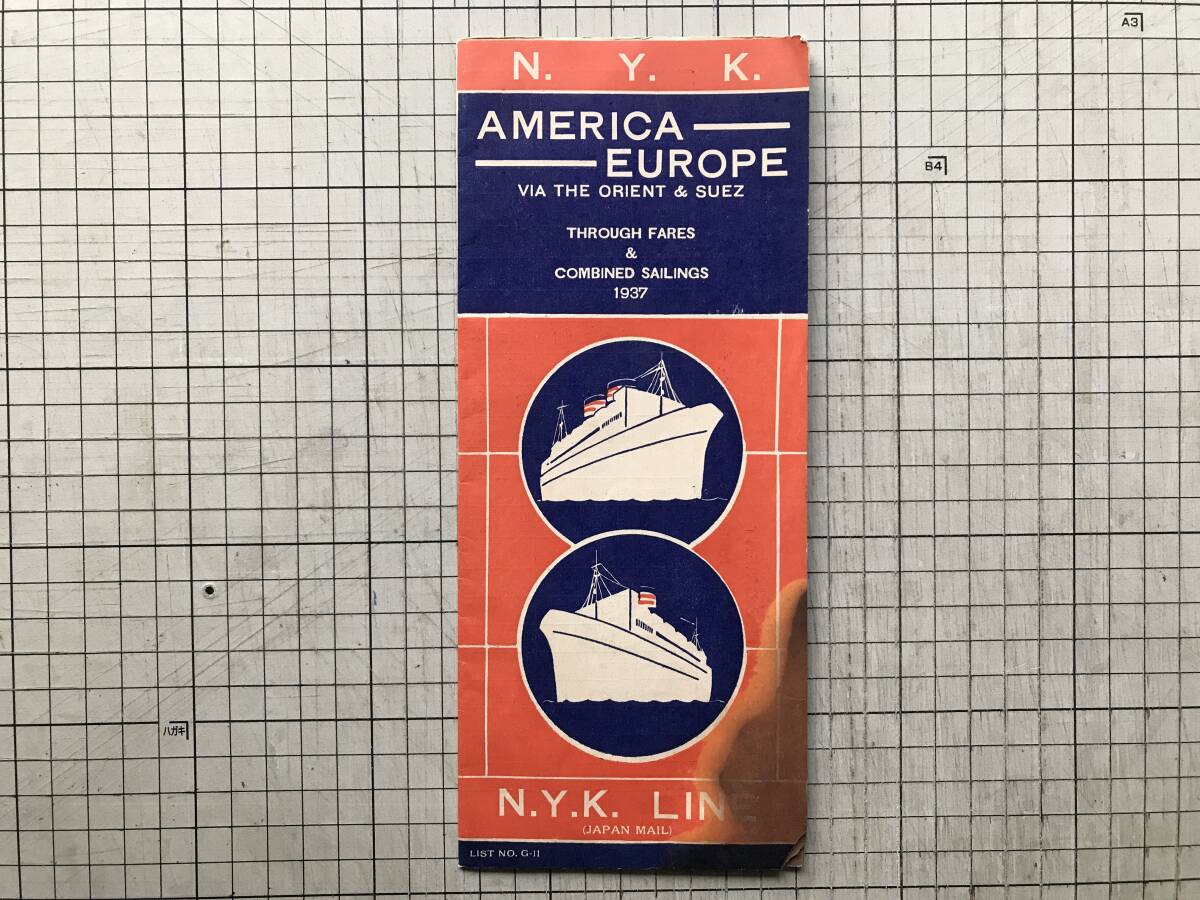 N. Y. K.
AMERICA
EUROPE
VIA THE ORIENT & SUEZ
THROUGH FARES
&
COMBINED SAILINGS
1937
N.Y.K. LINE
(JAPAN MAIL)
LIST NO. G-11
A3
B4
ハガキ